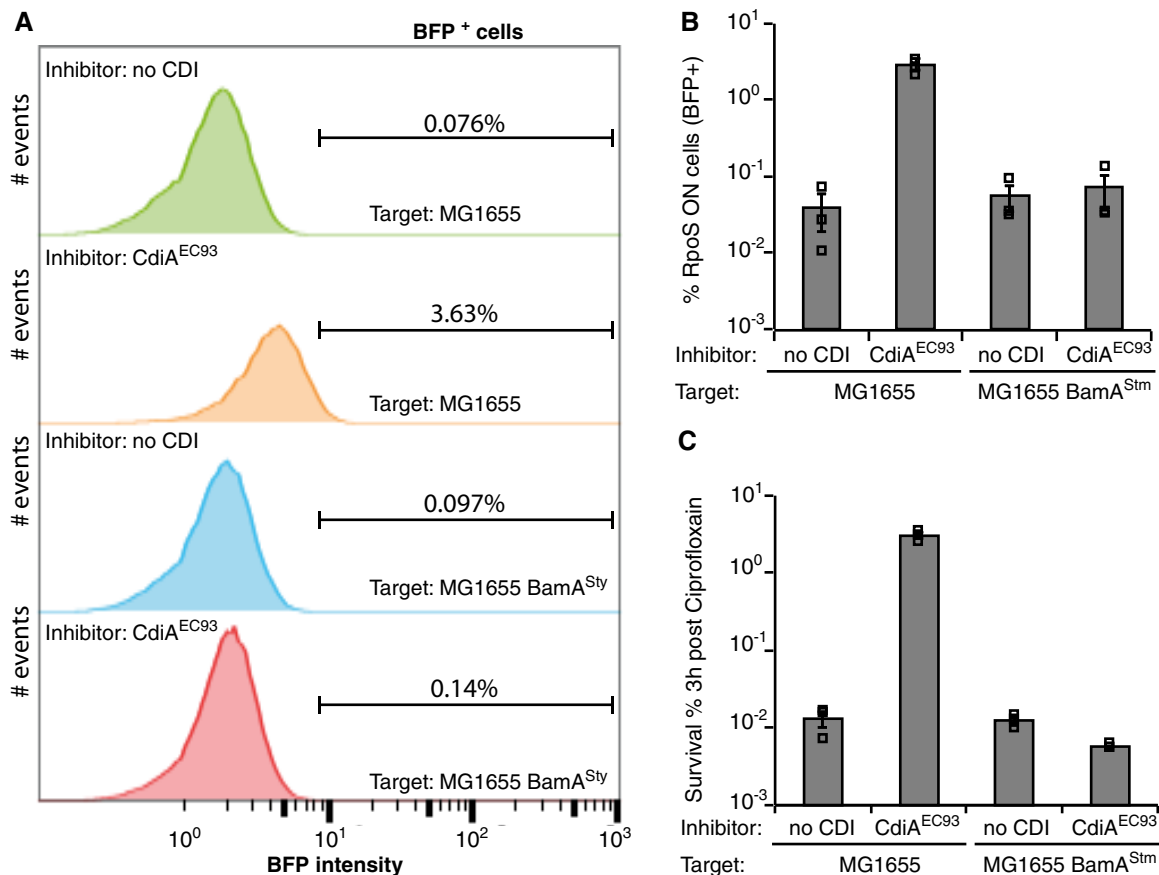 A
BFP + cells
Inhibitor: no CDI
# events
0.076%
Target: MG1655
Inhibitor: CdiA^EC93
# events
3.63%
Target: MG1655
Inhibitor: no CDI
# events
0.097%
Target: MG1655 BamA^Sty
Inhibitor: CdiA^EC93
# events
0.14%
Target: MG1655 BamA^Sty
10^0 10^1 10^2 10^3
BFP intensity
B
% RpoS ON cells (BFP+)
10^1
10^0
10^-1
10^-2
10^-3
Inhibitor: no CDI CdiA^EC93 no CDI CdiA^EC93
Target: MG1655 MG1655 BamA^Stm
C
Survival % 3h post Ciprofloxain
10^1
10^0
10^-1
10^-2
10^-3
Inhibitor: no CDI CdiA^EC93 no CDI CdiA^EC93
Target: MG1655 MG1655 BamA^Stm